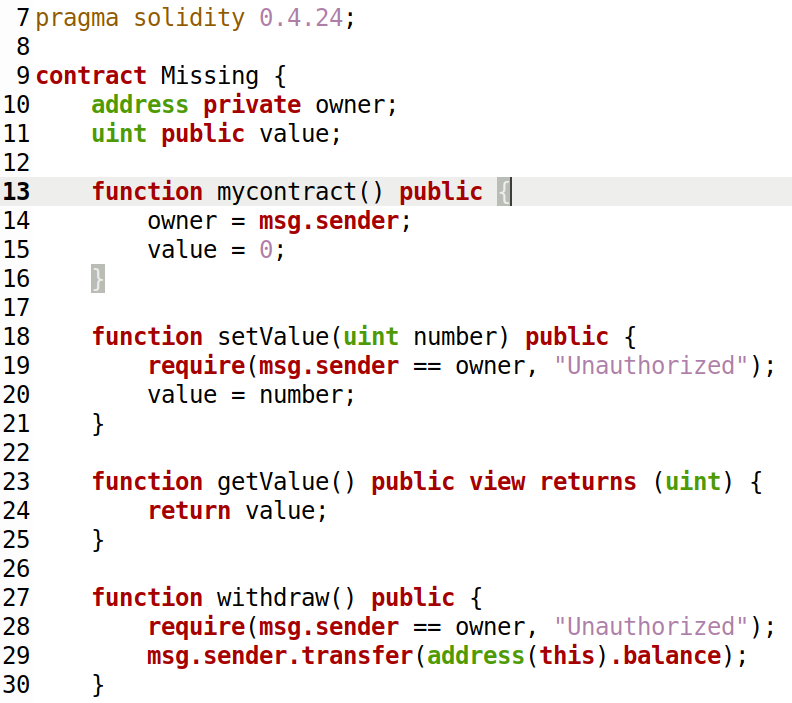 7 pragma solidity 0.4.24;
8
9 contract Missing {
10     address private owner;
11     uint public value;
12
13     function mycontract() public {
14         owner = msg.sender;
15         value = 0;
16     }
17
18     function setValue(uint number) public {
19         require(msg.sender == owner, "Unauthorized");
20         value = number;
21     }
22
23     function getValue() public view returns (uint) {
24         return value;
25     }
26
27     function withdraw() public {
28         require(msg.sender == owner, "Unauthorized");
29         msg.sender.transfer(address(this).balance);
30     }